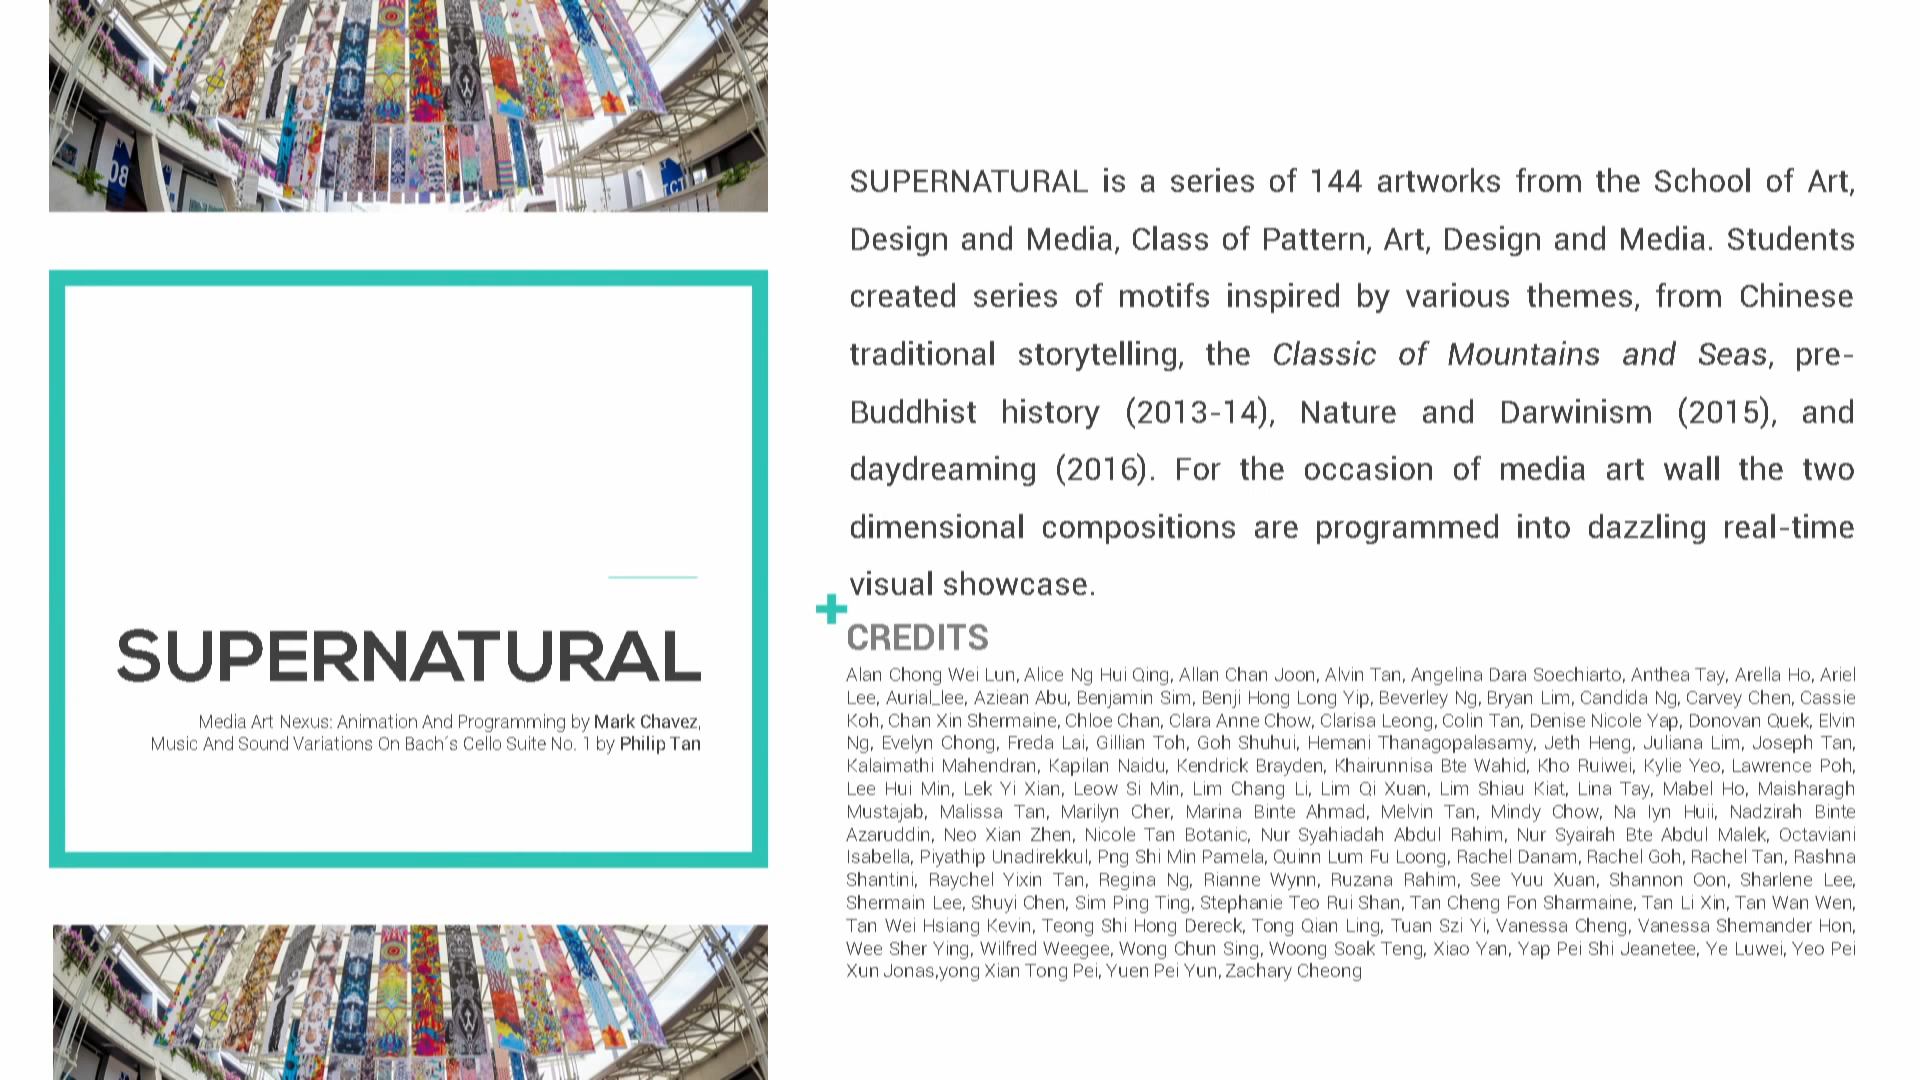 08
TCT
SUPERNATURAL
Media Art Nexus: Animation And Programming by Mark Chavez,
Music And Sound Variations On Bach´s Cello Suite No. 1 by Philip Tan
SUPERNATURAL is a series of 144 artworks from the School of Art,
Design and Media, Class of Pattern, Art, Design and Media. Students
created series of motifs inspired by various themes, from Chinese
traditional storytelling, the Classic of Mountains and Seas, pre-
Buddhist history (2013-14), Nature and Darwinism (2015), and
daydreaming (2016). For the occasion of media art wall the two
dimensional compositions are programmed into dazzling real-time
visual showcase.
CREDITS
Alan Chong Wei Lun, Alice Ng Hui Qing, Allan Chan Joon, Alvin Tan, Angelina Dara Soechiarto, Anthea Tay, Arella Ho, Ariel
Lee, Aurial_lee, Aziean Abu, Benjamin Sim, Benji Hong Long Yip, Beverley Ng, Bryan Lim, Candida Ng, Carvey Chen, Cassie
Koh, Chan Xin Shermaine, Chloe Chan, Clara Anne Chow, Clarisa Leong, Colin Tan, Denise Nicole Yap, Donovan Quek, Elvin
Ng, Evelyn Chong, Freda Lai, Gillian Toh, Goh Shuhui, Hemani Thanagopalasamy, Jeth Heng, Juliana Lim, Joseph Tan,
Kalaimathi Mahendran, Kapilan Naidu, Kendrick Brayden, Khairunnisa Bte Wahid, Kho Ruiwei, Kylie Yeo, Lawrence Poh,
Lee Hui Min, Lek Yi Xian, Leow Si Min, Lim Chang Li, Lim Qi Xuan, Lim Shiau Kiat, Lina Tay, Mabel Ho, Maisharagh
Mustajab, Malissa Tan, Marilyn Cher, Marina Binte Ahmad, Melvin Tan, Mindy Chow, Na Iyn Huii, Nadzirah Binte
Azaruddin, Neo Xian Zhen, Nicole Tan Botanic, Nur Syahiadah Abdul Rahim, Nur Syairah Bte Abdul Malek, Octaviani
Isabella, Piyathip Unadirekkul, Png Shi Min Pamela, Quinn Lum Fu Loong, Rachel Danam, Rachel Goh, Rachel Tan, Rashna
Shantini, Raychel Yixin Tan, Regina Ng, Rianne Wynn, Ruzana Rahim, See Yuu Xuan, Shannon Oon, Sharlene Lee,
Shermain Lee, Shuyi Chen, Sim Ping Ting, Stephanie Teo Rui Shan, Tan Cheng Fon Sharmaine, Tan Li Xin, Tan Wan Wen,
Tan Wei Hsiang Kevin, Teong Shi Hong Dereck, Tong Qian Ling, Tuan Szi Yi, Vanessa Cheng, Vanessa Shemander Hon,
Wee Sher Ying, Wilfred Weegee, Wong Chun Sing, Woong Soak Teng, Xiao Yan, Yap Pei Shi Jeanetee, Ye Luwei, Yeo Pei
Xun Jonas,yong Xian Tong Pei, Yuen Pei Yun, Zachary Cheong